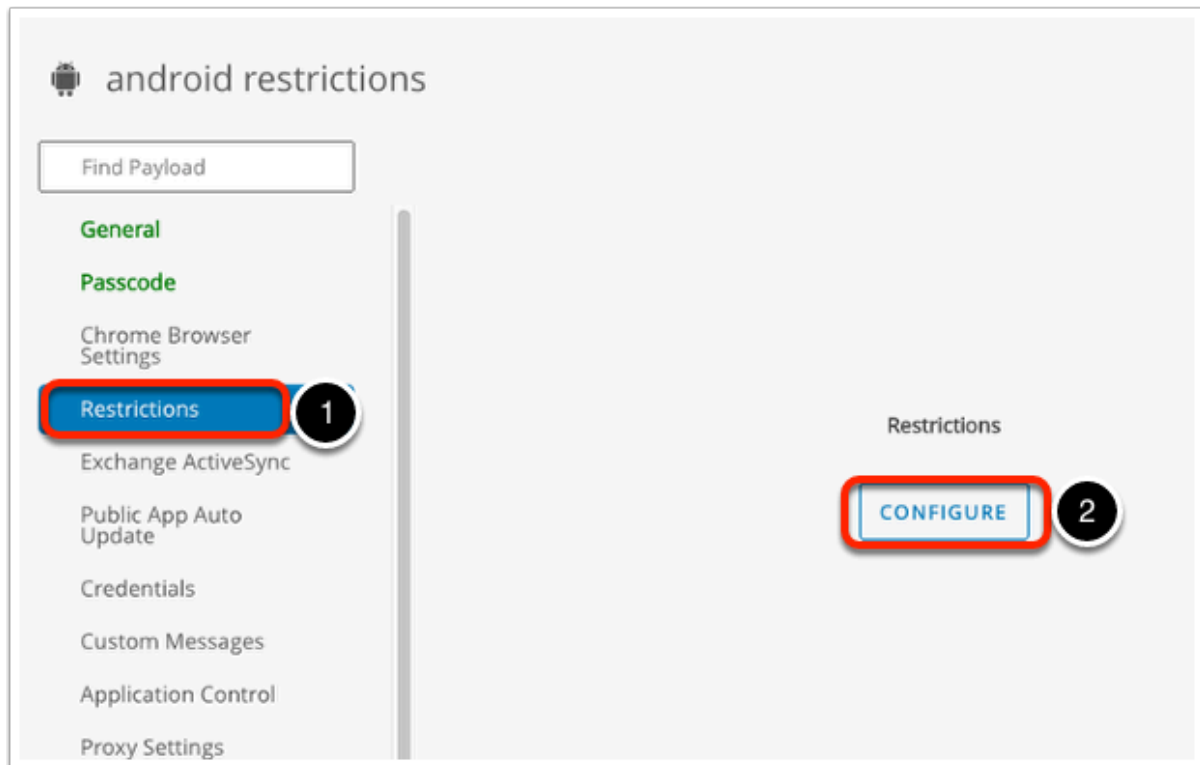 android restrictions
Find Payload
General
Passcode
Chrome Browser
Settings
Restrictions
1
Exchange ActiveSync
Public App Auto
Update
Credentials
Custom Messages
Application Control
Proxy Settings
Restrictions
CONFIGURE
2